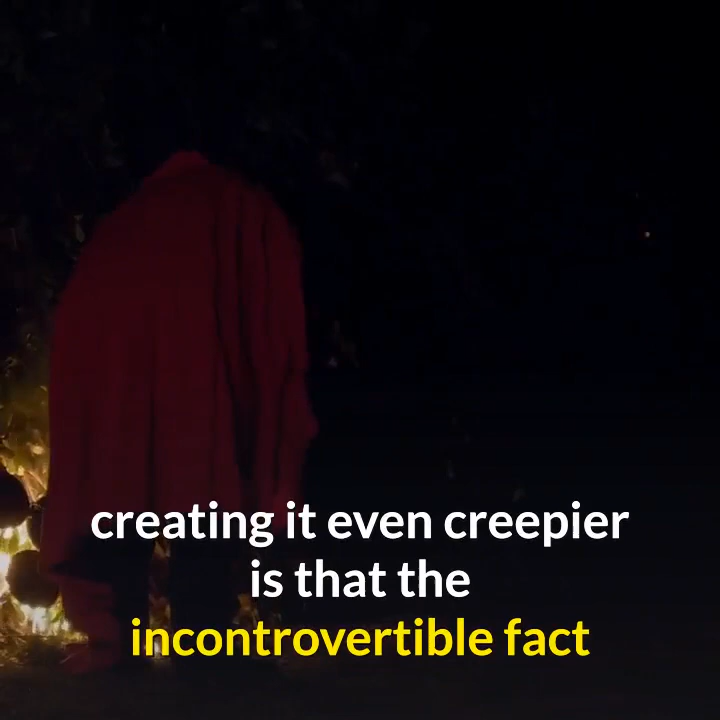 creating it even creepier
is that the
incontrovertible fact